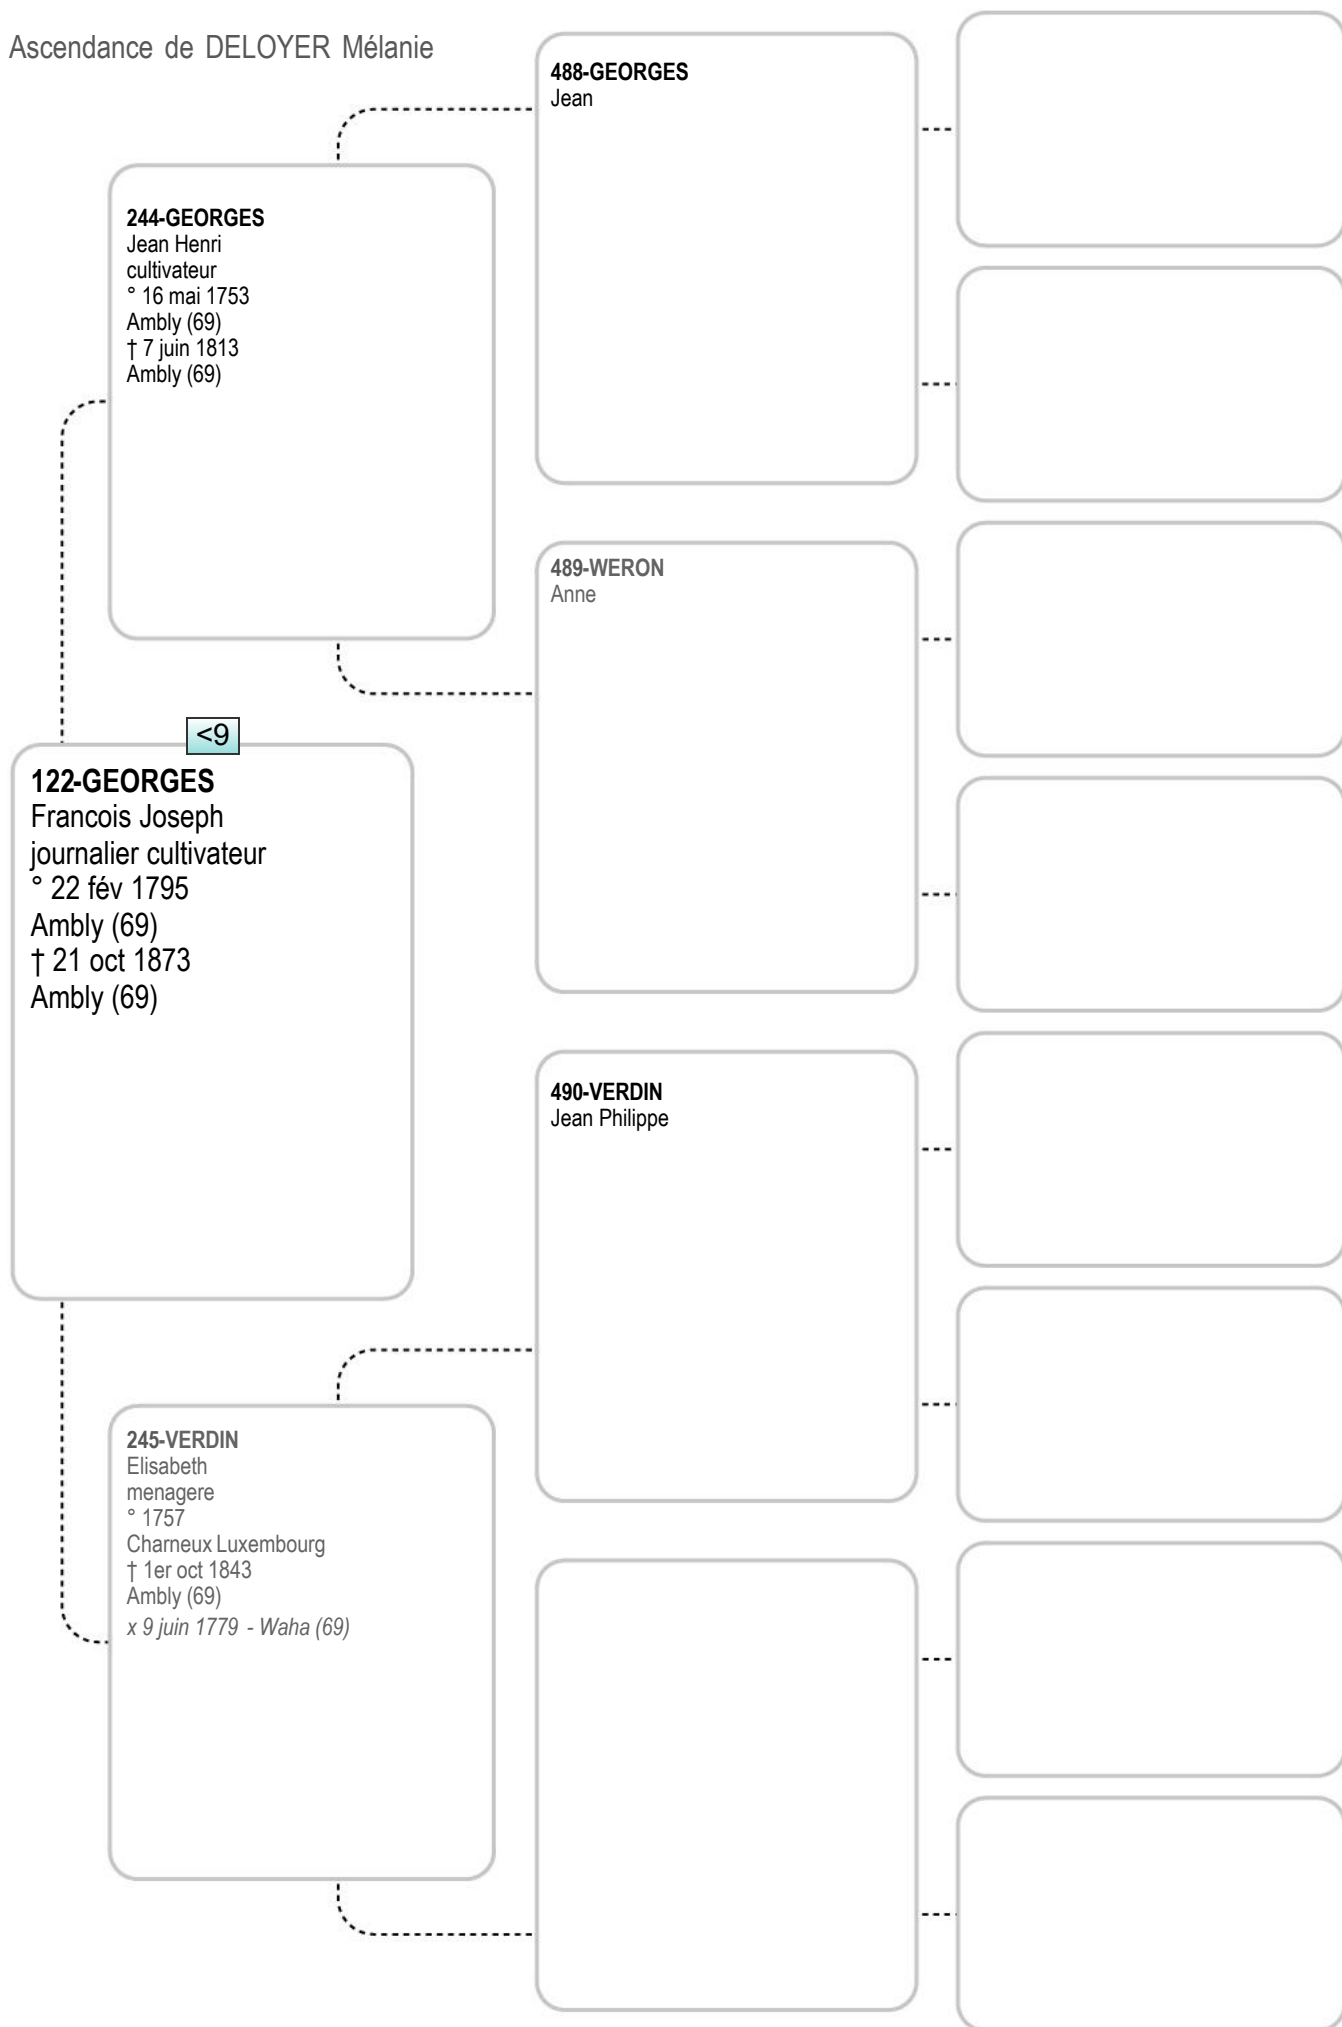 Ascendance de DELOYER Mélanie
488-GEORGES
Jean
244-GEORGES
Jean Henri
cultivateur
° 16 mai 1753
Ambly (69)
† 7 juin 1813
Ambly (69)
489-WERON
Anne
<9
122-GEORGES
Francois Joseph
journalier cultivateur
° 22 fév 1795
Ambly (69)
† 21 oct 1873
Ambly (69)
490-VERDIN
Jean Philippe
245-VERDIN
Elisabeth
menagere
° 1757
Charneux Luxembourg
† 1er oct 1843
Ambly (69)
x 9 juin 1779 - Waha (69)